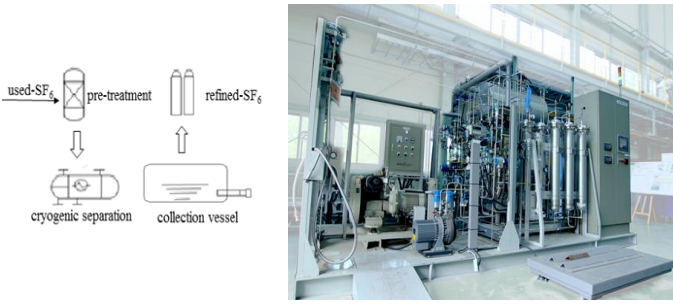 used-SF₆
pre-treatment
refined-SF₆
cryogenic separation
collection vessel